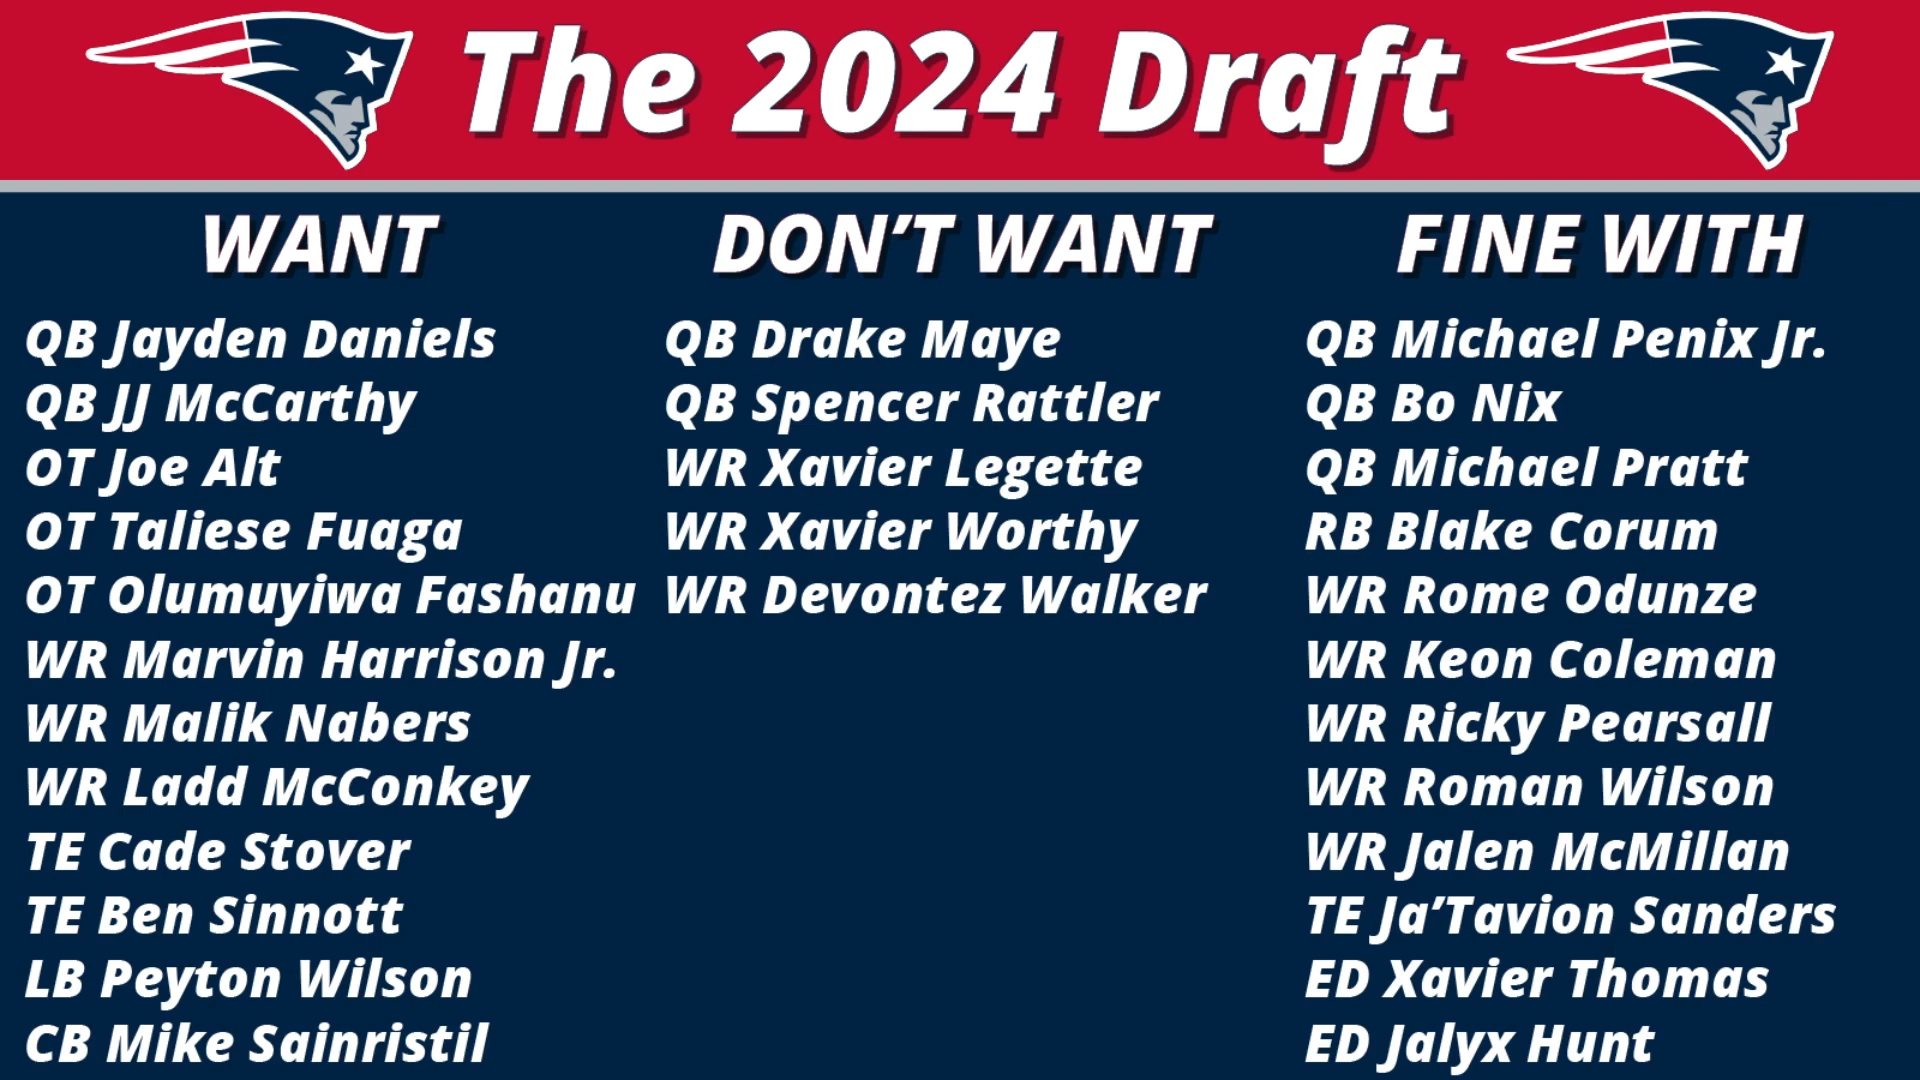 The 2024 Draft
WANT
QB Jayden Daniels
QB JJ McCarthy
OT Joe Alt
OT Taliese Fuaga
OT Olumuyiwa Fashanu
WR Marvin Harrison Jr.
WR Malik Nabers
WR Ladd McConkey
TE Cade Stover
TE Ben Sinnott
LB Peyton Wilson
CB Mike Sainristil
DON’T WANT
QB Drake Maye
QB Spencer Rattler
WR Xavier Legette
WR Xavier Worthy
WR Devontez Walker
FINE WITH
QB Michael Penix Jr.
QB Bo Nix
QB Michael Pratt
RB Blake Corum
WR Rome Odunze
WR Keon Coleman
WR Ricky Pearsall
WR Roman Wilson
WR Jalen McMillan
TE Ja’Tavion Sanders
ED Xavier Thomas
ED Jalyx Hunt